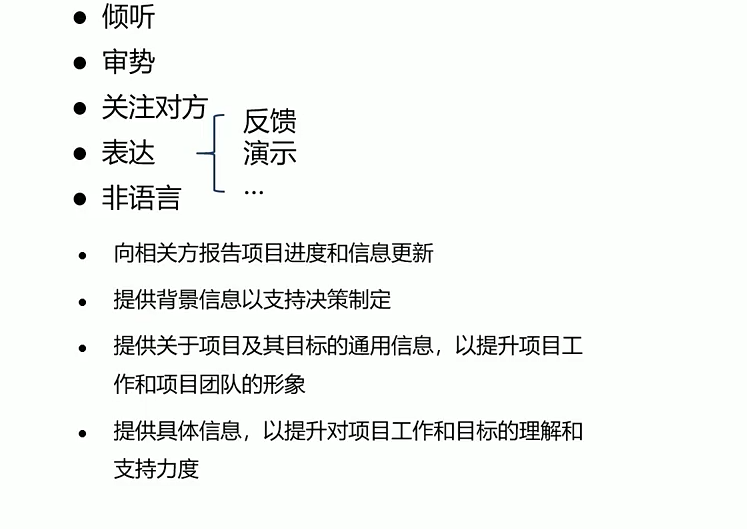 ● 倾听
● 审势
● 关注对方
反馈
● 表达
演示
● 非语言
...
• 向相关方报告项目进度和信息更新
• 提供背景信息以支持决策制定
• 提供关于项目及其目标的通用信息，以提升项目工
作和项目团队的形象
• 提供具体信息，以提升对项目工作和目标的理解和
支持力度